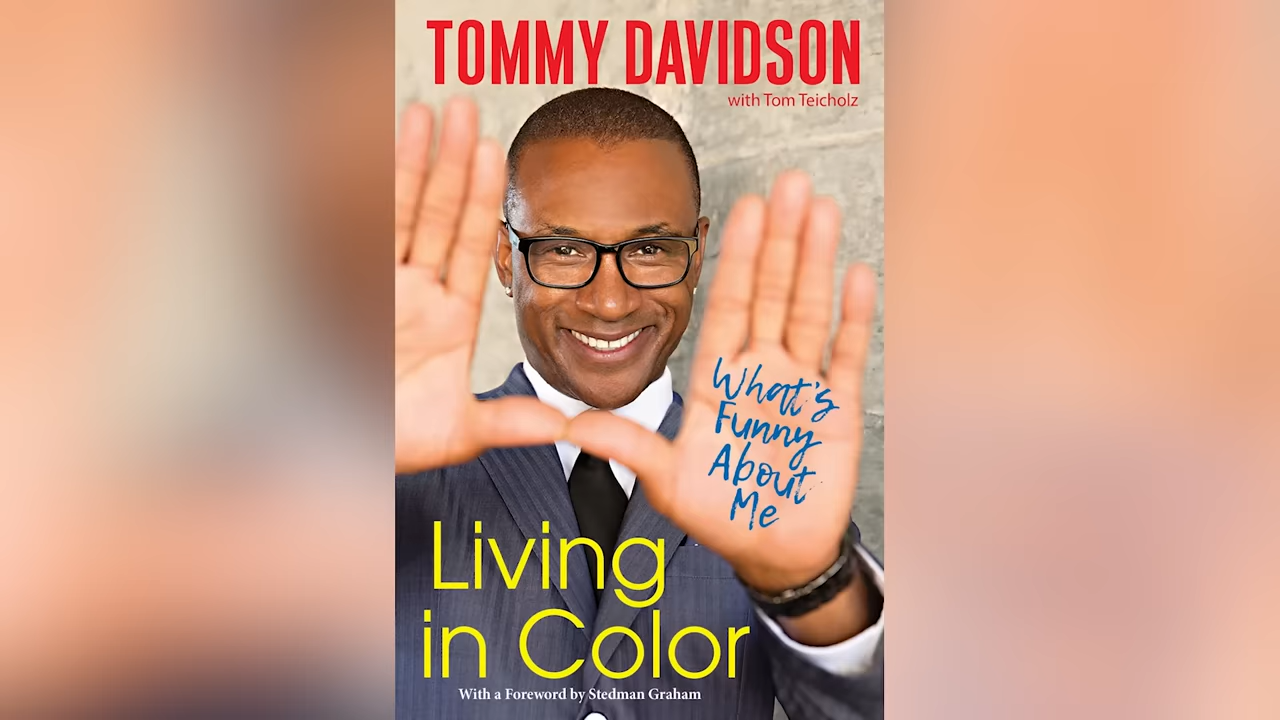 TOMMY DAVIDSON
with Tom Teicholz
What's
Funny
About
Me
Living
in Color
With a Foreword by Stedman Graham